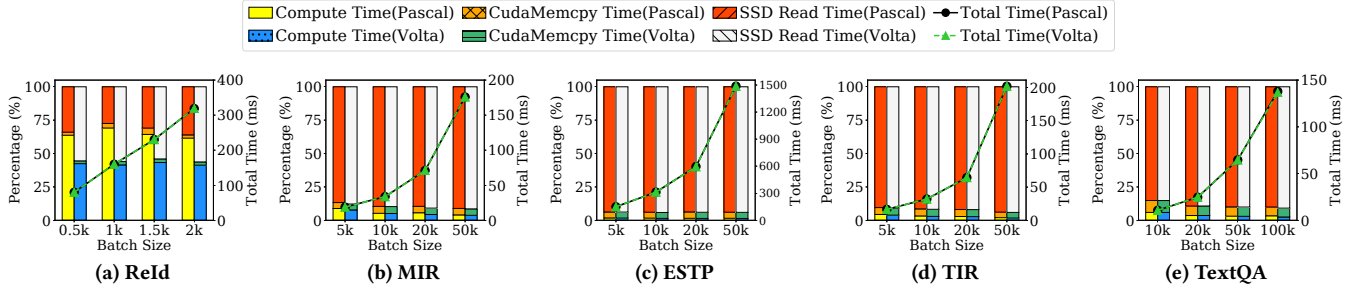 Compute Time(Pascal) CudaMemcpy Time(Pascal) SSD Read Time(Pascal) Total Time(Pascal)
Compute Time(Volta) CudaMemcpy Time(Volta) SSD Read Time(Volta) Total Time(Volta)
Percentage (%)
100
75
50
25
0
0.5k 1k 1.5k 2k
Batch Size
400
300
200
100
0
Total Time (ms)
(a) ReId
Percentage (%)
100
75
50
25
0
5k 10k 20k 50k
Batch Size
200
150
100
50
0
Total Time (ms)
(b) MIR
Percentage (%)
100
75
50
25
0
5k 10k 20k 50k
Batch Size
1500
1200
900
600
300
0
Total Time (ms)
(c) ESTP
Percentage (%)
100
75
50
25
0
5k 10k 20k 50k
Batch Size
200
150
100
50
0
Total Time (ms)
(d) TIR
Percentage (%)
100
75
50
25
0
10k 20k 50k 100k
Batch Size
150
100
50
0
Total Time (ms)
(e) TextQA